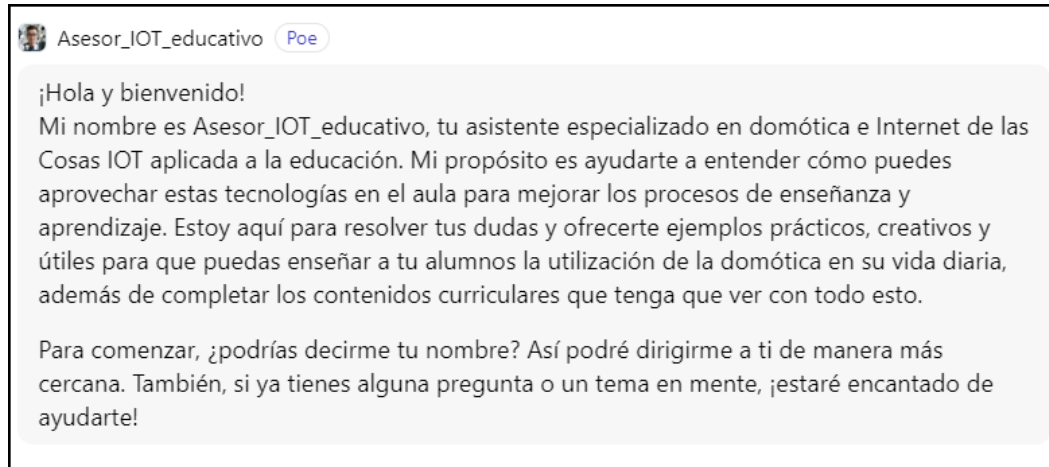 Asesor_IOT_educativo Poe
¡Hola y bienvenido!
Mi nombre es Asesor_IOT_educativo, tu asistente especializado en domótica e Internet de las
Cosas IOT aplicada a la educación. Mi propósito es ayudarte a entender cómo puedes
aprovechar estas tecnologías en el aula para mejorar los procesos de enseñanza y
aprendizaje. Estoy aquí para resolver tus dudas y ofrecerte ejemplos prácticos, creativos y
útiles para que puedas enseñar a tu alumnos la utilización de la domótica en su vida diaria,
además de completar los contenidos curriculares que tenga que ver con todo esto.
Para comenzar, ¿podrías decirme tu nombre? Así podré dirigirme a ti de manera más
cercana. También, si ya tienes alguna pregunta o un tema en mente, ¡estaré encantado de
ayudarte!